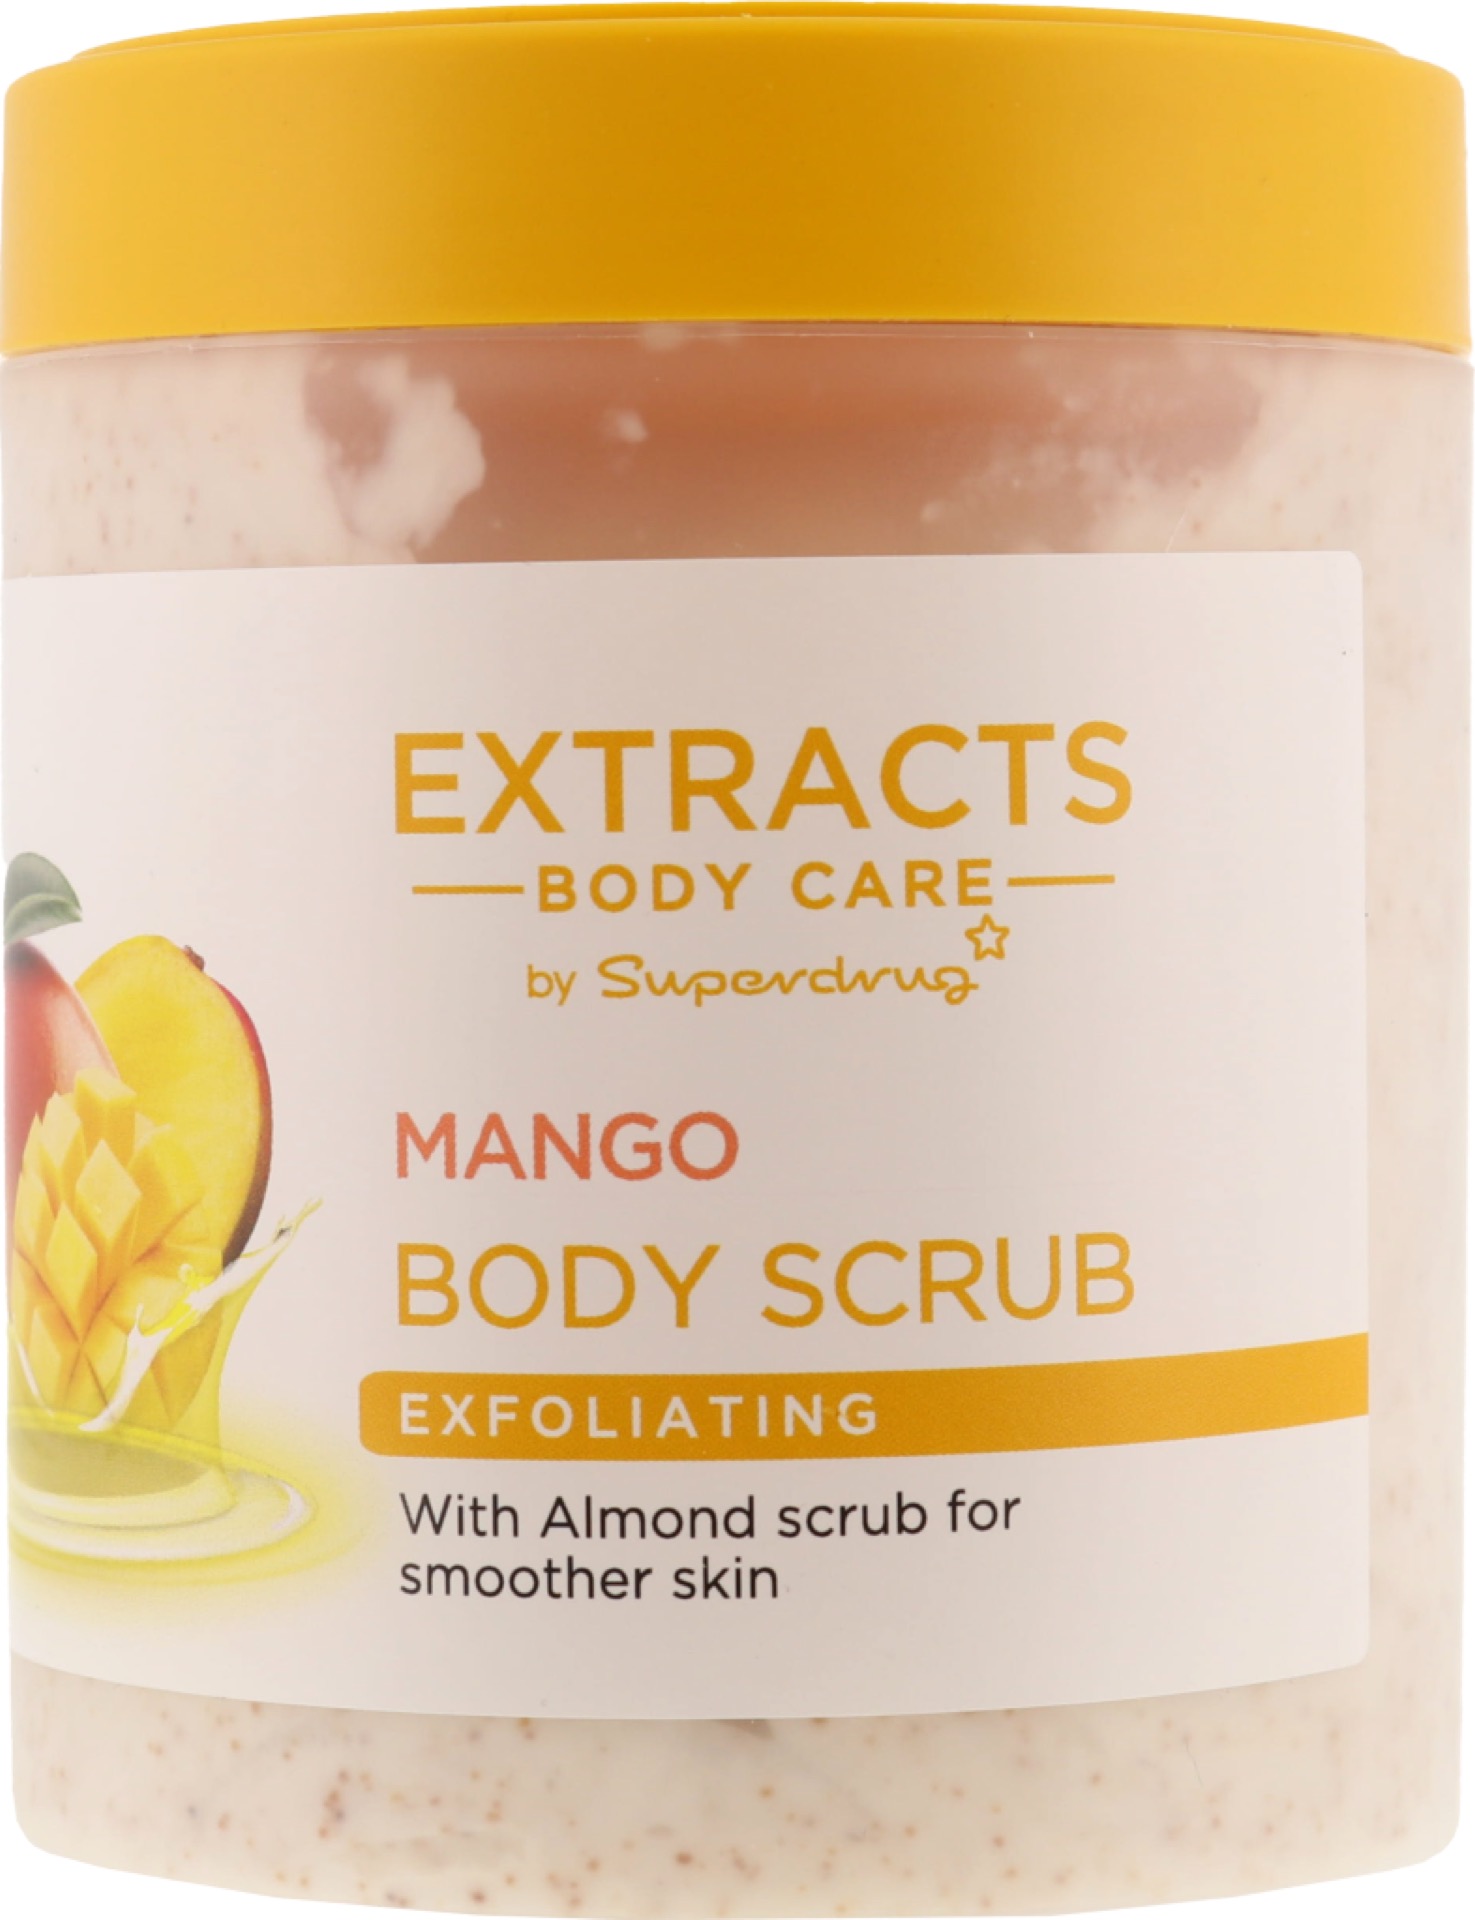 EXTRACTS
BODY CARE
by Superdrug
MANGO
BODY SCRUB
EXFOLIATING
With Almond scrub for
smoother skin